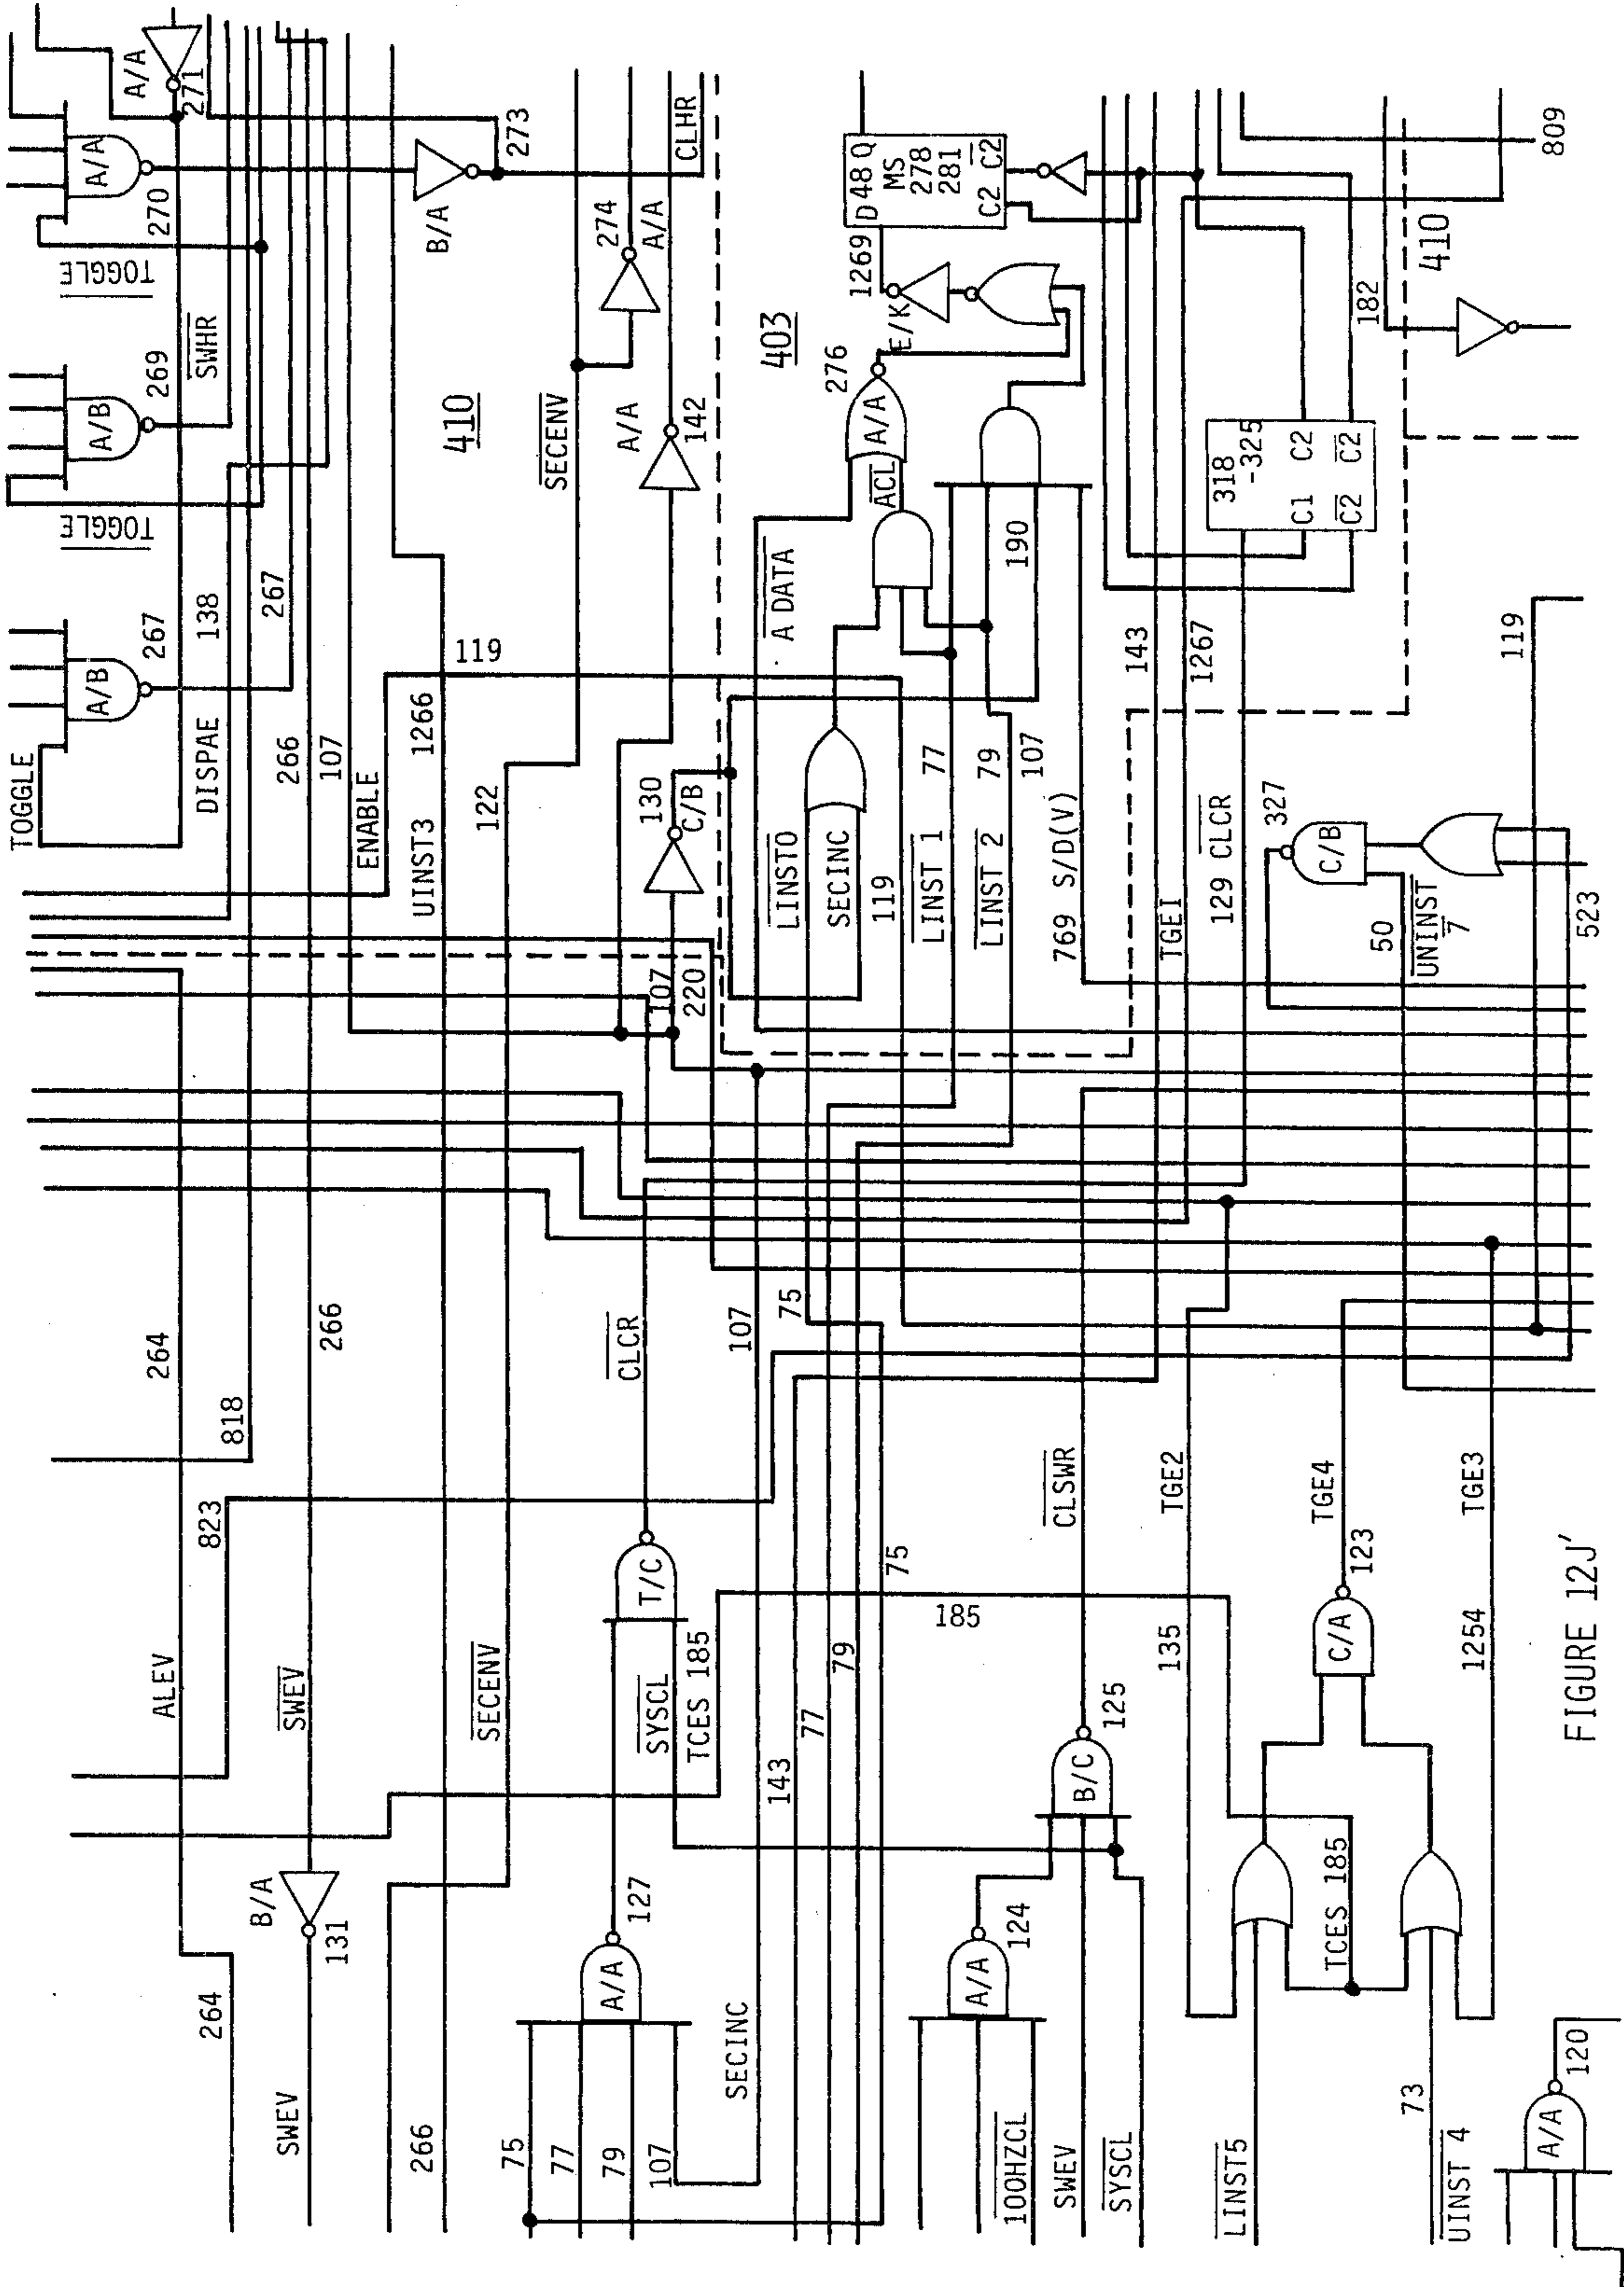 TOGGLE
A/B
267
DISPAE
138
267
266
107
ENABLE
1266
UINST3
119
TOGGLE
A/B
269
SWHR
TOGGLE
A/A
270
A/A
271
B/A
273
410
SECENV
274
A/A
A/A
142
CLHR
122
130
C/B
107
220
403
276
A/A
E/K
1269
D 48 Q
MS
278
281
C2
C2
ACL
A DATA
190
LINSTO
SECINC
119
77
LINST 1
79
LINST 2
107
769 S/D(V)
143
TGEI
1267
129 CLCR
318
-325
C1
C2
C2
C2
182
410
809
119
327
C/B
50
UNINST
7
523
264
818
823
ALEV
264
266
SWEV
B/A
131
SWEV
266
SECENV
CLCR
T/C
SYSCL
TCES 185
127
A/A
75
77
79
107
SECINC
107
75
143
77
79
75
185
CLSWR
B/C
125
A/A
124
100HZCL
SWEV
SYSCL
TGE2
135
TGE4
123
C/A
TGE3
1254
TCES 185
LINST5
73
UINST 4
A/A
120
FIGURE 12J'